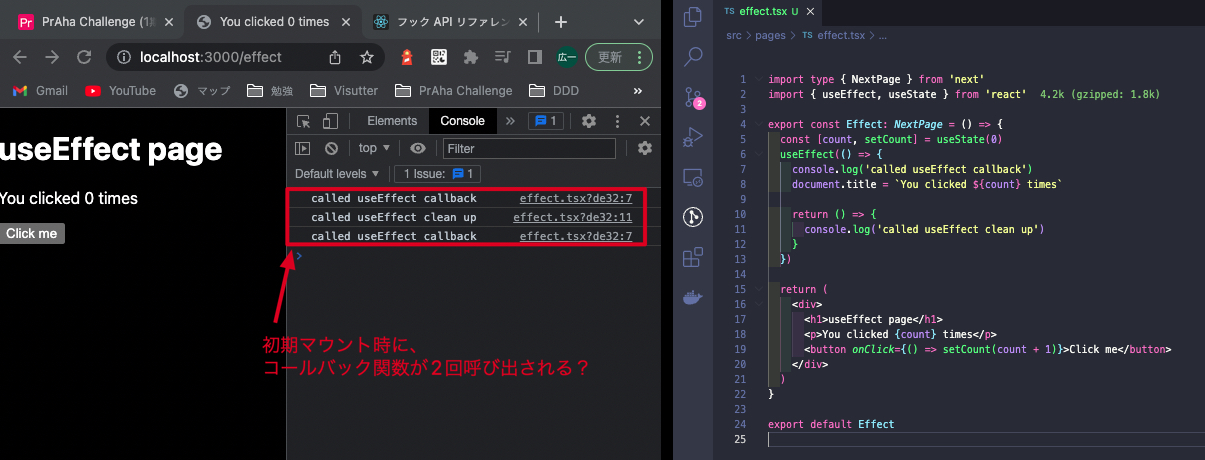 PrAha Challenge (1期
You clicked 0 times
フック API リファレン
localhost:3000/effect
広一
更新
Gmail
YouTube
マップ
勉強
Visutter
PrAha Challenge
DDD
»
useEffect page
You clicked 0 times
Click me
Elements
Console
»
1
top ▼
Filter
Default levels ▼
1 Issue: 1
called useEffect callback effect.tsx?de32:7
called useEffect clean up effect.tsx?de32:11
called useEffect callback effect.tsx?de32:7
>
初期マウント時に、
コールバック関数が２回呼び出される？
2
TS effect.tsx U ×
src > pages > TS effect.tsx > ...
1 import type { NextPage } from 'next'
2 import { useEffect, useState } from 'react' 4.2k (gzipped: 1.8k)
3
4 export const Effect: NextPage = () => {
5 const [count, setCount] = useState(0)
6 useEffect(() => {
7 console.log('called useEffect callback')
8 document.title = `You clicked ${count} times`
9
10 return () => {
11 console.log('called useEffect clean up')
12 }
13 })
14
15 return (
16 <div>
17 <h1>useEffect page</h1>
18 <p>You clicked {count} times</p>
19 <button onClick={() => setCount(count + 1)}>Click me</button>
20 </div>
21 )
22 }
23
24 export default Effect
25